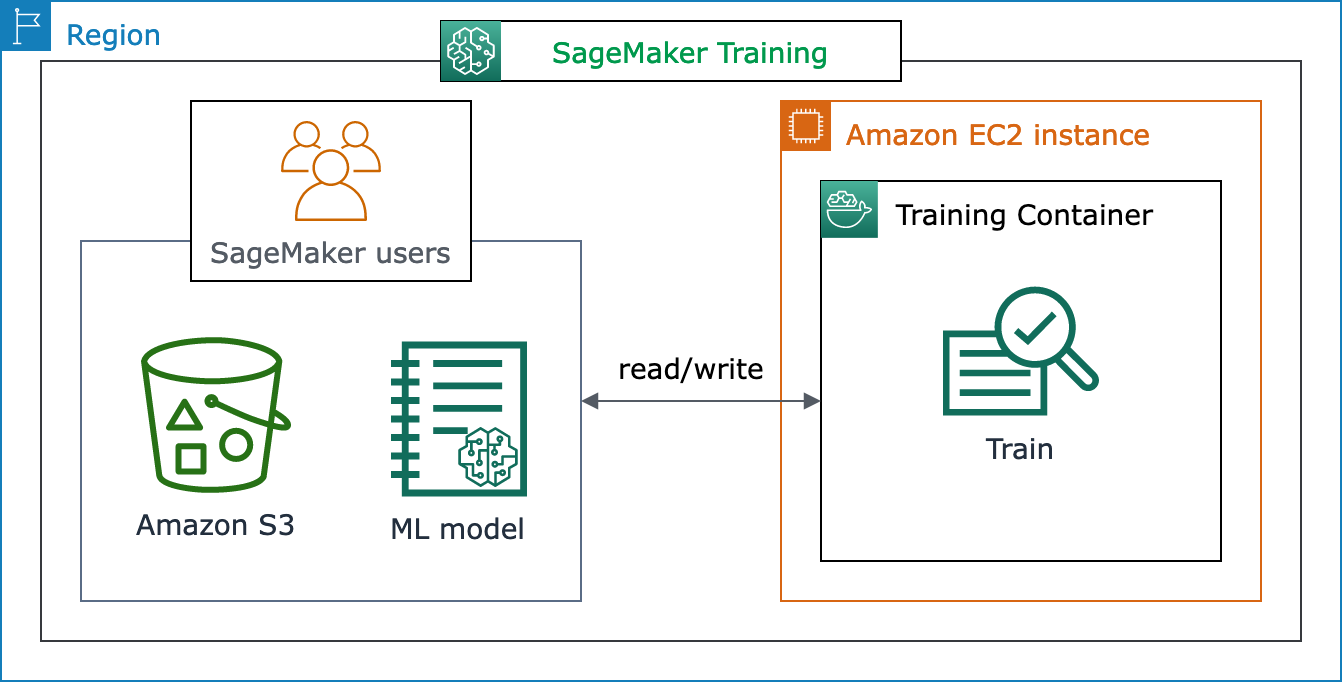 Region
SageMaker Training
SageMaker users
Amazon S3
ML model
read/write
Amazon EC2 instance
Training Container
Train